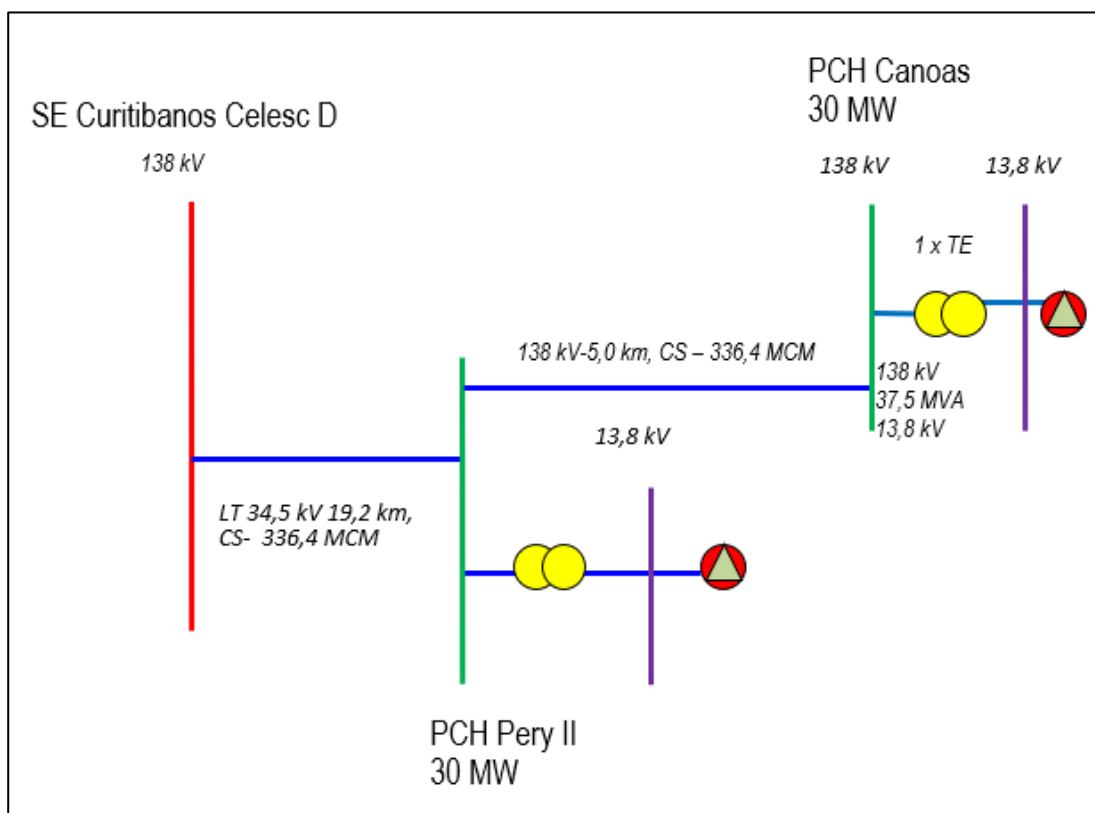 PCH Canoas
30 MW
SE Curitibanos Celesc D
138 kV
138 kV
13,8 kV
1 x TE
138 kV-5,0 km, CS – 336,4 MCM
138 kV
37,5 MVA
13,8 kV
13,8 kV
LT 34,5 kV 19,2 km,
CS-  336,4 MCM
PCH Pery II
30 MW